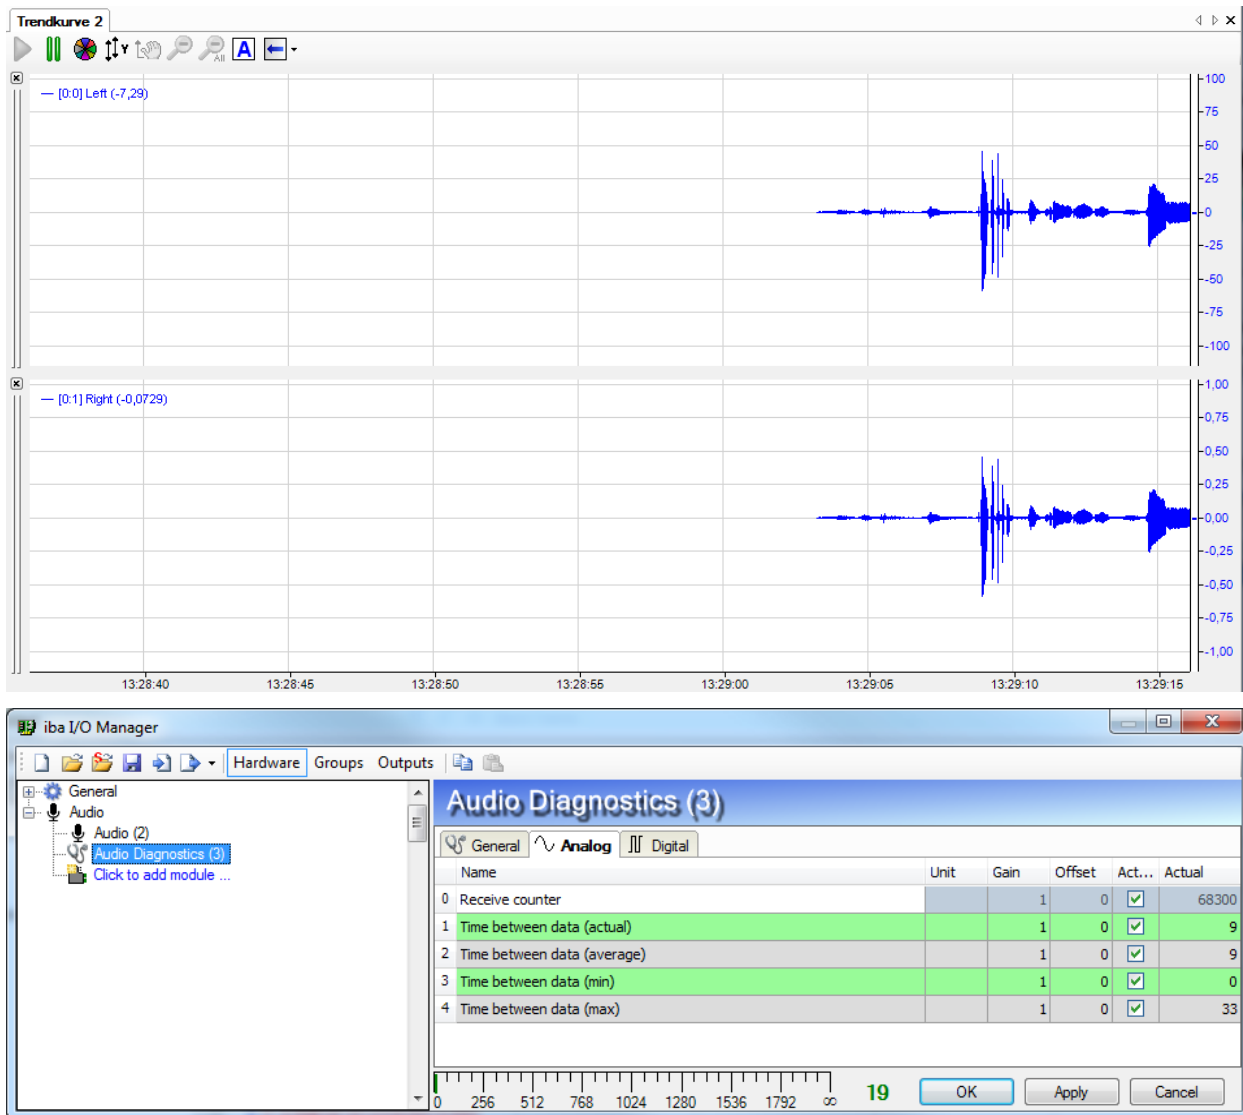 Trendkurve 2
Y
All
A
[0:0] Left (-7,29)
100
75
50
25
0
-25
-50
-75
-100
[0:1] Right (-0,0729)
1,00
0,75
0,50
0,25
0,00
-0,25
-0,50
-0,75
-1,00
13:28:40 13:28:45 13:28:50 13:28:55 13:29:00 13:29:05 13:29:10 13:29:15
iba I/O Manager
Hardware Groups Outputs
General
Audio
Audio (2)
Audio Diagnostics (3)
Click to add module ...
Audio Diagnostics (3)
General Analog Digital
Name Unit Gain Offset Act... Actual
0 Receive counter 1 0 68300
1 Time between data (actual) 1 0 9
2 Time between data (average) 1 0 9
3 Time between data (min) 1 0 0
4 Time between data (max) 1 0 33
0 256 512 768 1024 1280 1536 1792 ∞
19
OK Apply Cancel